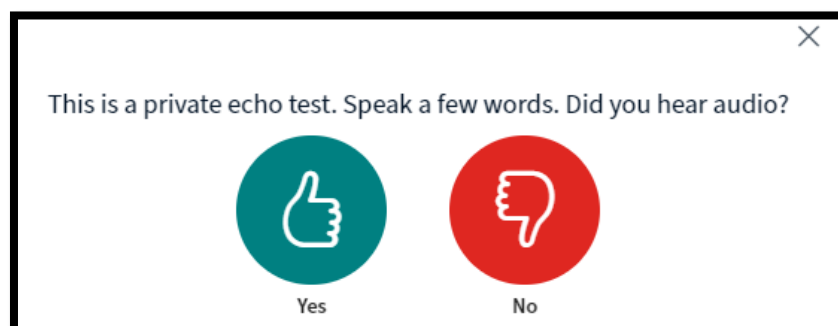 This is a private echo test. Speak a few words. Did you hear audio?
Yes
No